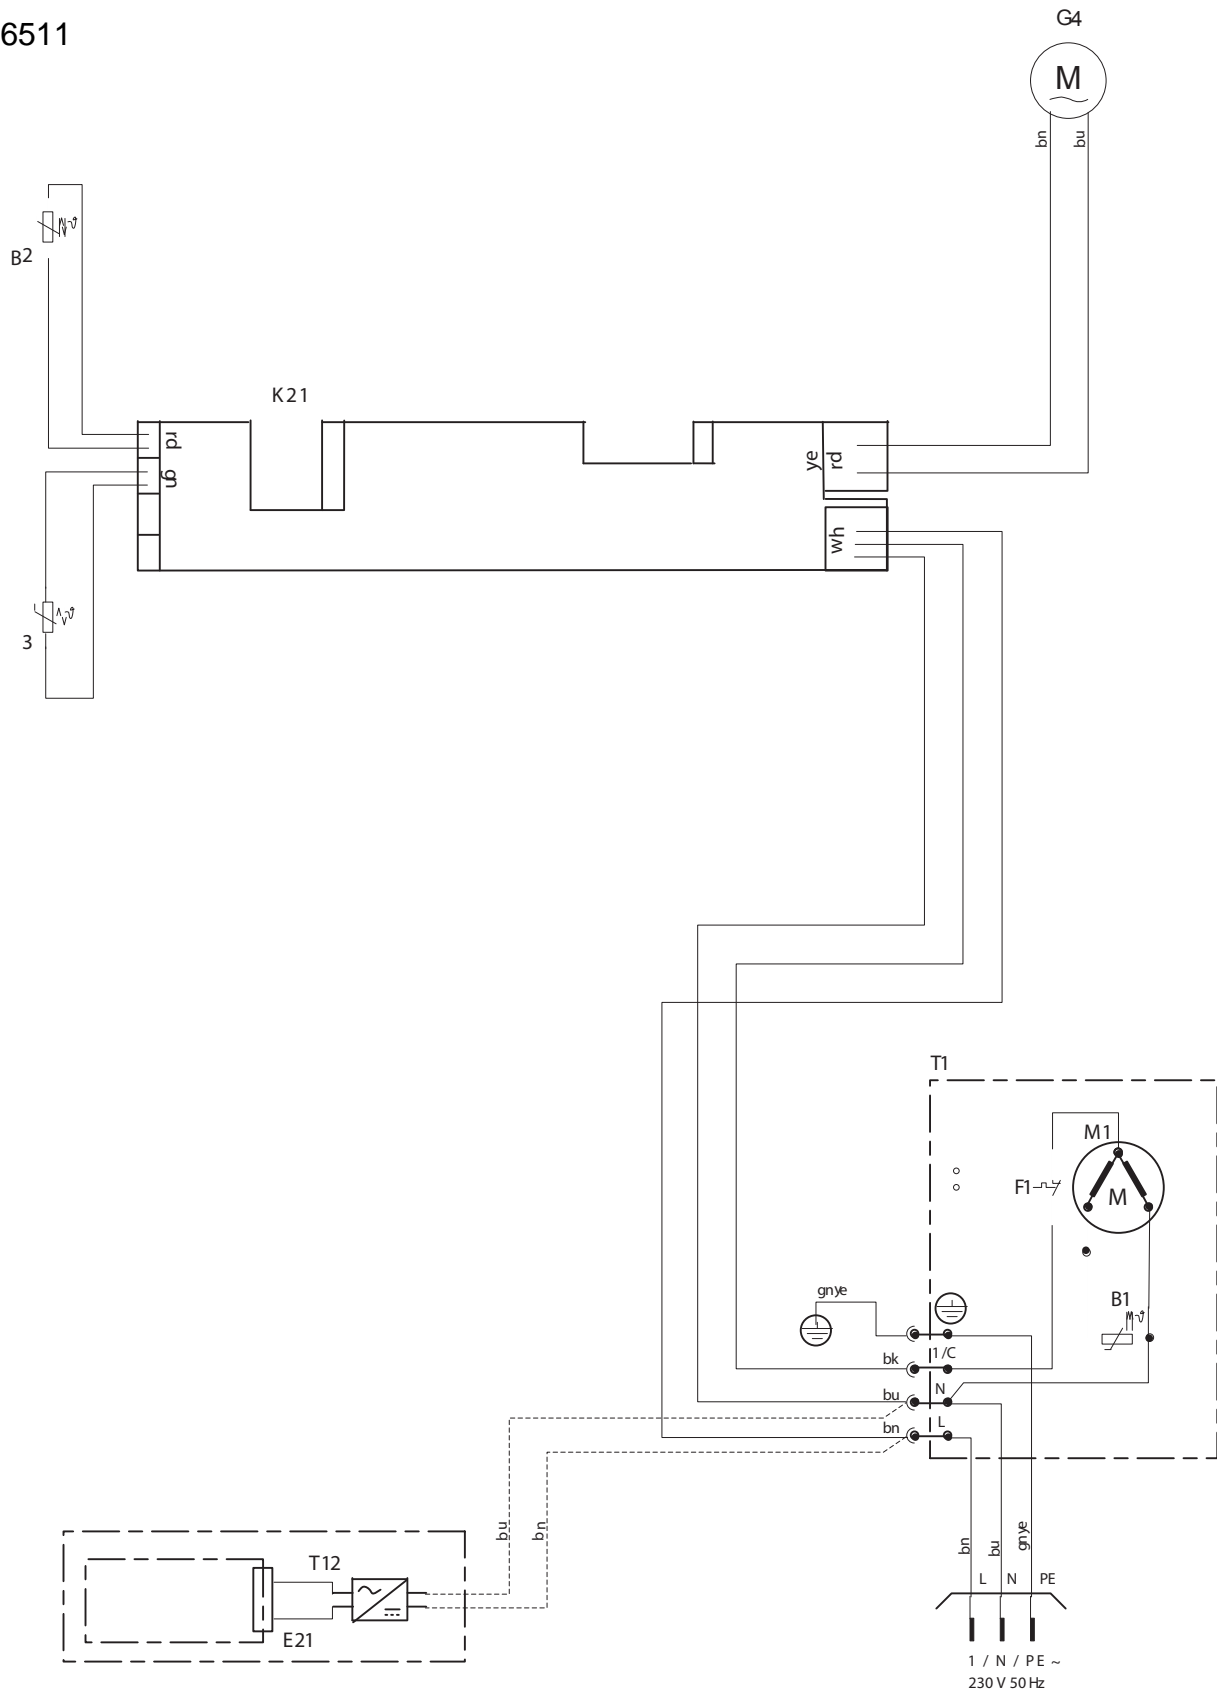 6511
G4
M
bn
bu
B2
K21
rd
gn
ye
rd
wh
3
T1
M1
F1
M
B1
gnye
1/C
bk
N
bu
L
bn
bu
bn
T12
E21
bn
bu
gnye
L N PE
1 / N / PE ~
230 V 50 Hz